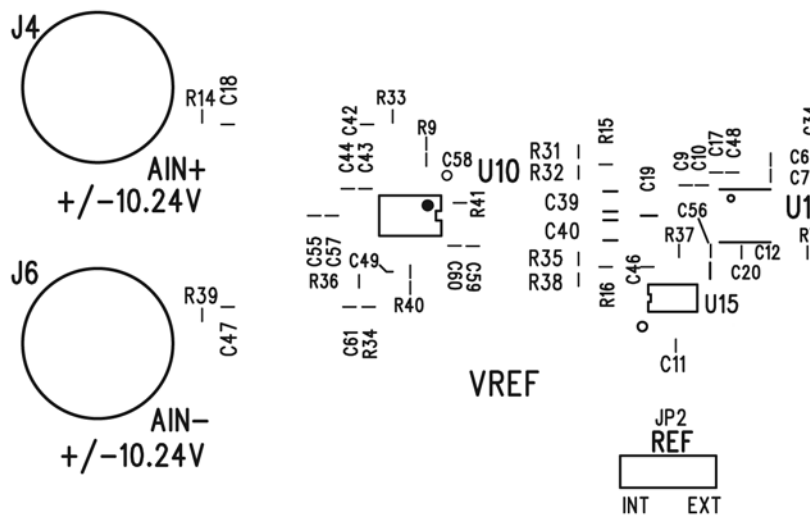 J4
R14
C18
AIN+
+/-10.24V
J6
R39
C47
AIN-
+/-10.24V
C42
R33
R9
C44
C43
C58
U10
R41
C55
C57
R36
C49
R40
C60
C59
C61
R34
R31
R32
R15
C39
C19
C40
R35
R38
R16
C46
C9
C10
C17
C48
C56
R37
C20
C12
U15
C11
VREF
JP2
REF
INT EXT